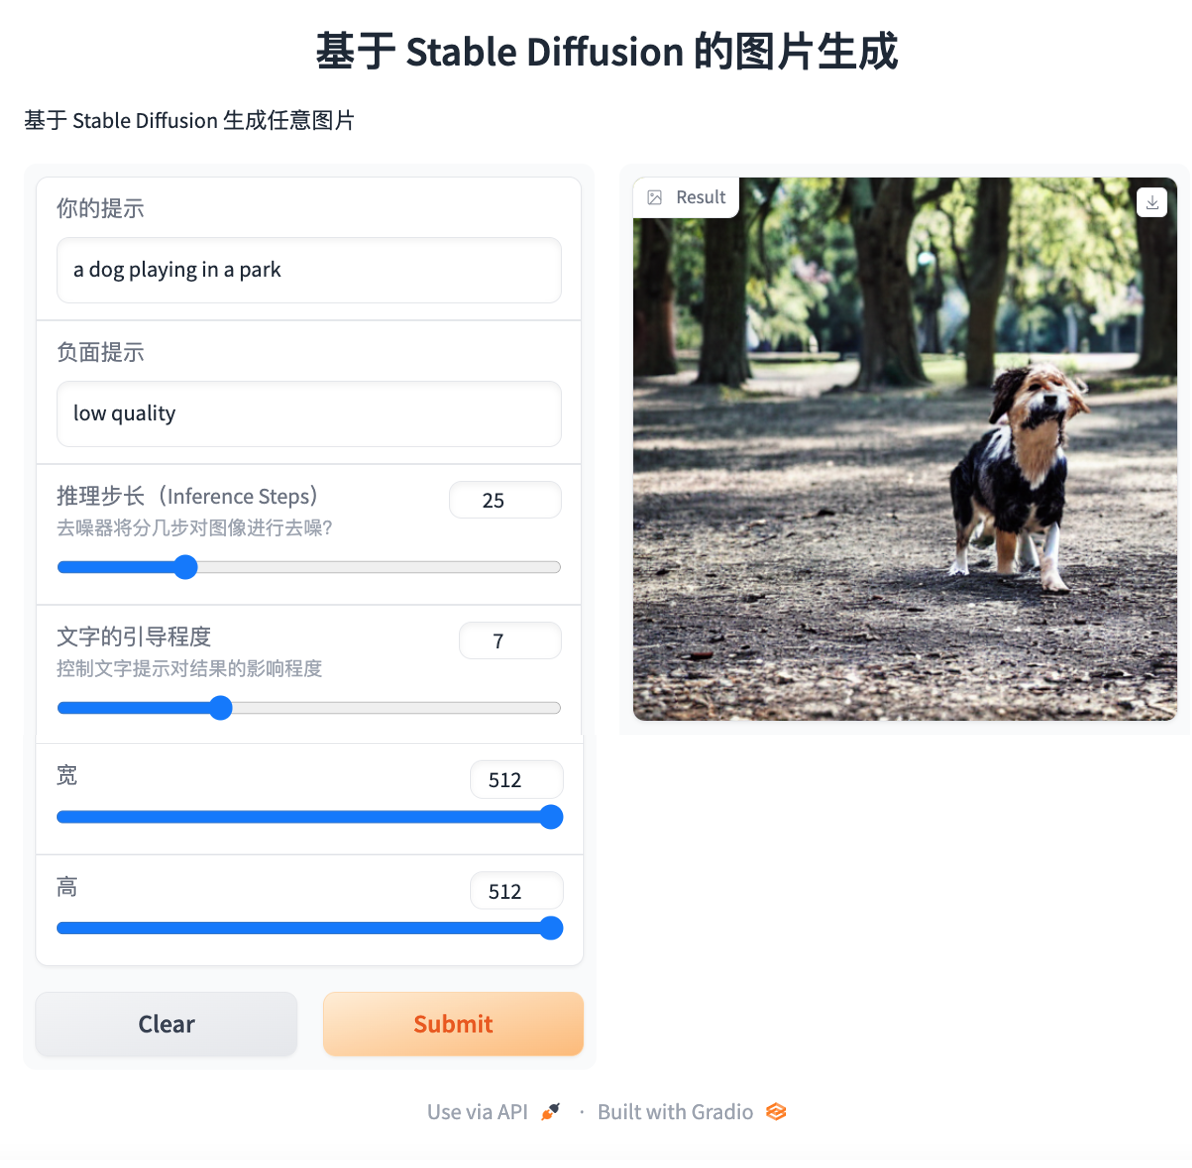 基于 Stable Diffusion 的图片生成
基于 Stable Diffusion 生成任意图片
你的提示
a dog playing in a park
负面提示
low quality
推理步长（Inference Steps）
25
去噪器将分几步对图像进行去噪？
文字的引导程度
7
控制文字提示对结果的影响程度
宽
512
高
512
Clear
Submit
Result
Use via API · Built with Gradio